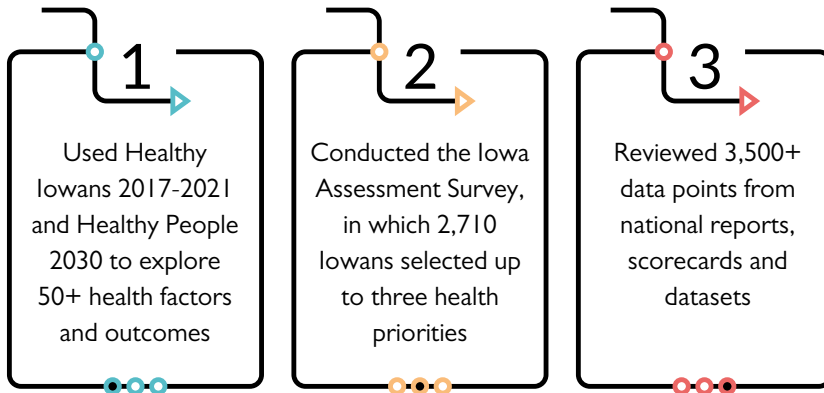 1
Used Healthy
Iowans 2017-2021
and Healthy People
2030 to explore
50+ health factors
and outcomes
2
Conducted the Iowa
Assessment Survey,
in which 2,710
Iowans selected up
to three health
priorities
3
Reviewed 3,500+
data points from
national reports,
scorecards and
datasets